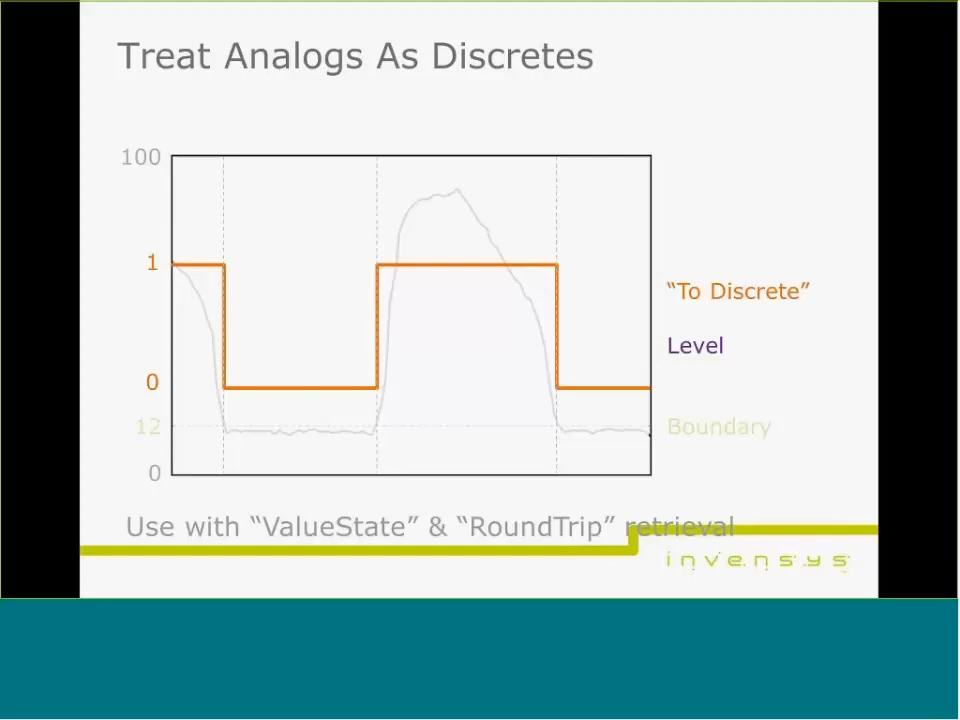 Treat Analogs As Discretes
100
1
"To Discrete"
Level
0
12
Boundary
0
Use with "ValueState" & "RoundTrip" retrieval
invensys